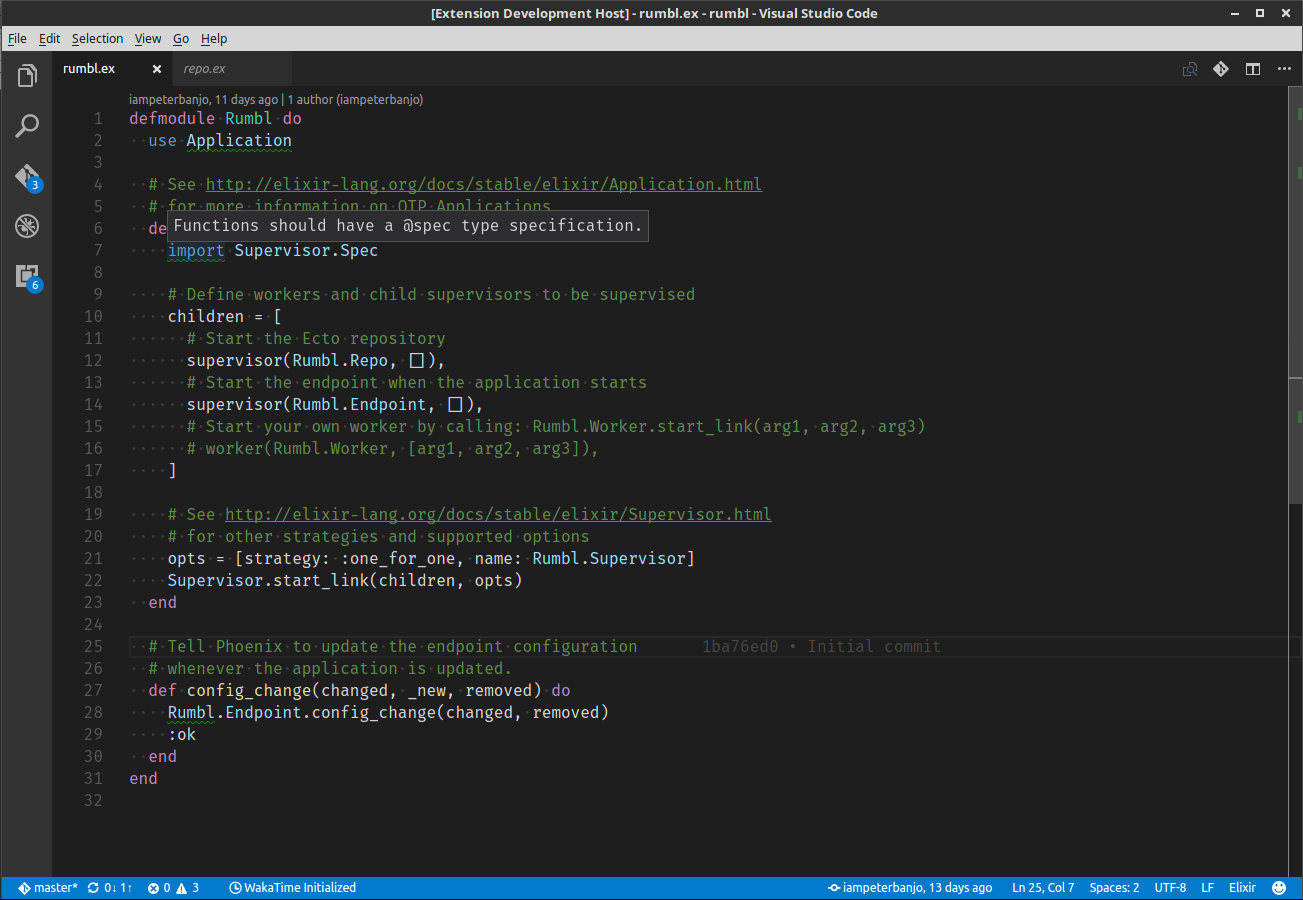 [Extension Development Host] - rumbl.ex - rumbl - Visual Studio Code
File Edit Selection View Go Help
rumbl.ex repo.ex
iampeterbanjo, 11 days ago | 1 author (iampeterbanjo)
1 defmodule Rumbl do
2 use Application
3
4 # See http://elixir-lang.org/docs/stable/elixir/Application.html
5 # for more information on OTP Applications
6 de
Functions should have a @spec type specification.
7 import Supervisor.Spec
8
9 # Define workers and child supervisors to be supervised
10 children = [
11 # Start the Ecto repository
12 supervisor(Rumbl.Repo, []),
13 # Start the endpoint when the application starts
14 supervisor(Rumbl.Endpoint, []),
15 # Start your own worker by calling: Rumbl.Worker.start_link(arg1, arg2, arg3)
16 # worker(Rumbl.Worker, [arg1, arg2, arg3]),
17 ]
18
19 # See http://elixir-lang.org/docs/stable/elixir/Supervisor.html
20 # for other strategies and supported options
21 opts = [strategy: :one_for_one, name: Rumbl.Supervisor]
22 Supervisor.start_link(children, opts)
23 end
24
25 # Tell Phoenix to update the endpoint configuration 1ba76ed0 • Initial commit
26 # whenever the application is updated.
27 def config_change(changed, _new, removed) do
28 Rumbl.Endpoint.config_change(changed, removed)
29 :ok
30 end
31 end
32
3
6
master* 0↓ 1↑ 0 3 WakaTime Initialized iampeterbanjo, 13 days ago Ln 25, Col 7 Spaces: 2 UTF-8 LF Elixir